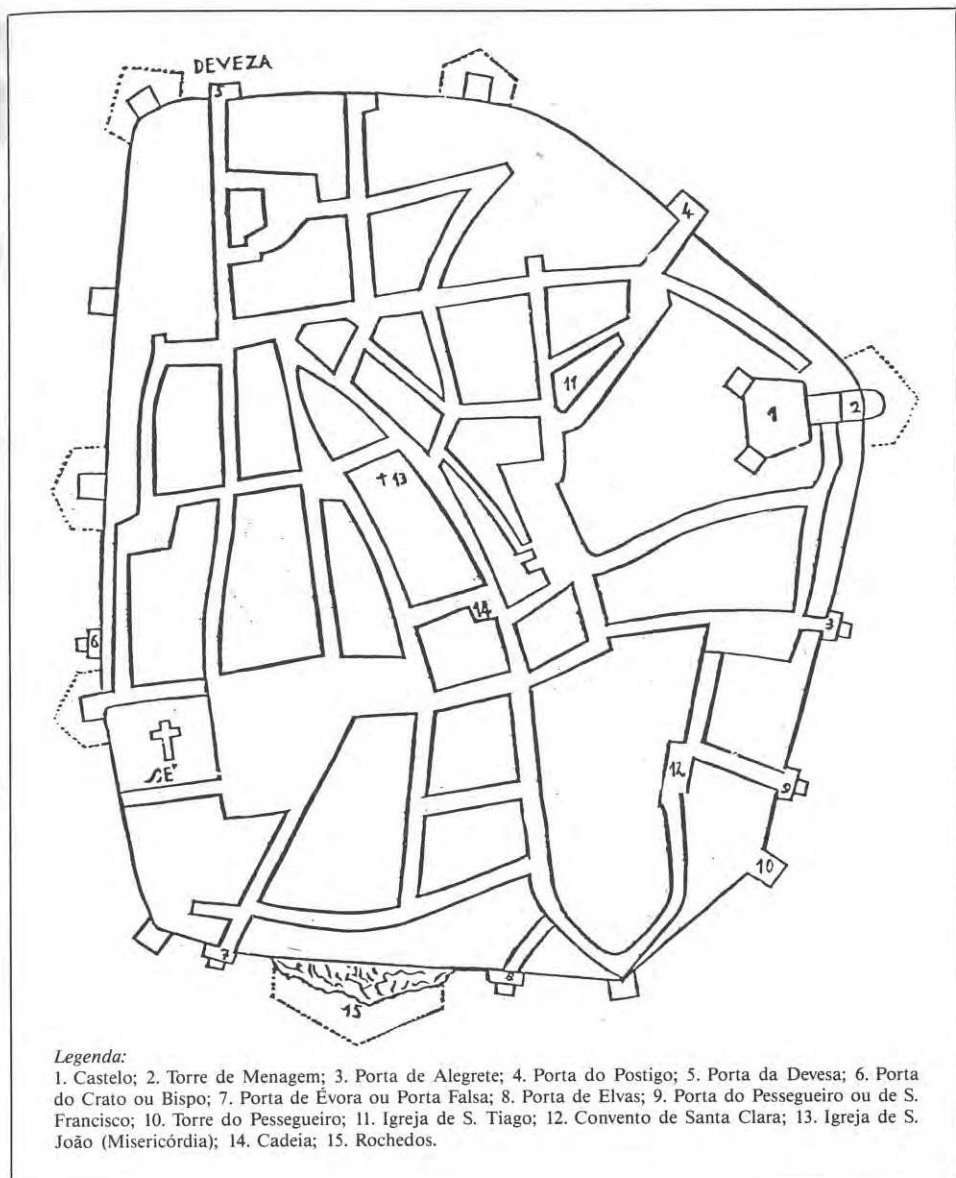 DEVEZA
5
4
11
1
2
† 13
14
3
6
SÉ
12
9
10
7
8
15
Legenda:
1. Castelo; 2. Torre de Menagem; 3. Porta de Alegrete; 4. Porta do Postigo; 5. Porta da Devesa; 6. Porta
do Crato ou Bispo; 7. Porta de Évora ou Porta Falsa; 8. Porta de Elvas; 9. Porta do Pessegueiro ou de S.
Francisco; 10. Torre do Pessegueiro; 11. Igreja de S. Tiago; 12. Convento de Santa Clara; 13. Igreja de S.
João (Misericórdia); 14. Cadeia; 15. Rochedos.